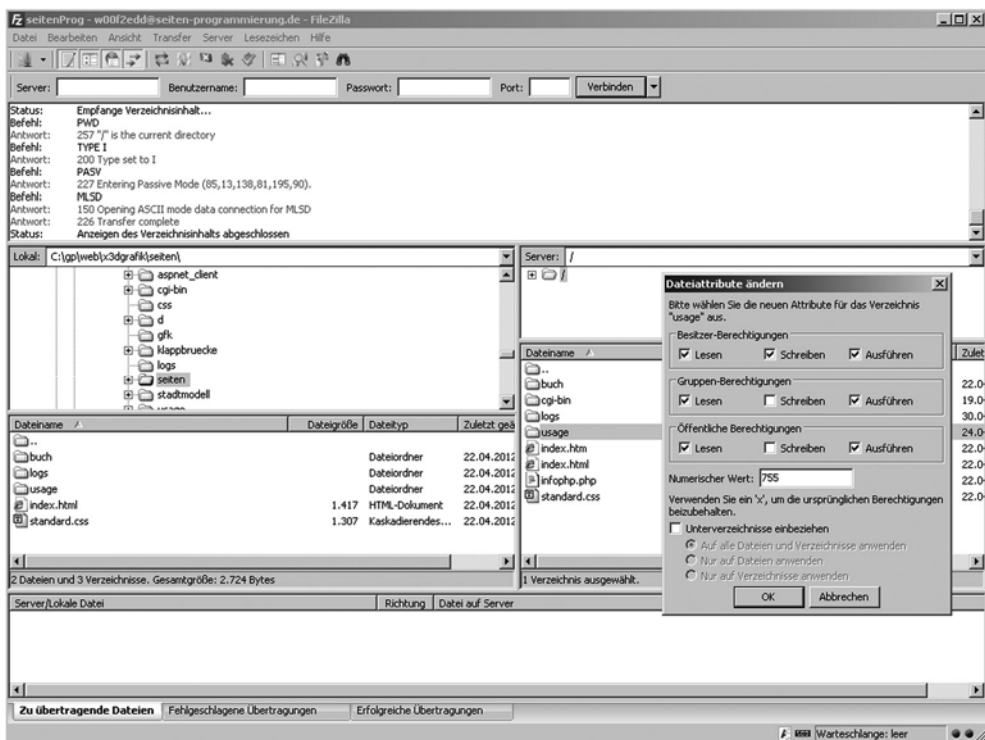 seitenProg - w00f2edd@seiten-programmierung.de - FileZilla
Datei Bearbeiten Ansicht Transfer Server Lesezeichen Hilfe
Server: Benutzername: Passwort: Port: Verbinden
Status: Empfange Verzeichnisinhalt...
Befehl: PWD
Antwort: 257 "/" is the current directory
Befehl: TYPE I
Antwort: 200 Type set to I
Befehl: PASV
Antwort: 227 Entering Passive Mode (85,13,138,81,195,90).
Befehl: MLSD
Antwort: 150 Opening ASCII mode data connection for MLSD
Antwort: 226 Transfer complete
Status: Anzeigen des Verzeichnisinhalts abgeschlossen
Lokal: C:\gp\web\x3dgrafik\seiten\
aspnet_client
cgi-bin
css
d
gfk
klappbruecke
logs
seiten
stadtmodell
usage
Dateiname Dateigröße Dateityp Zuletzt geä
..
buch Dateiordner 22.04.2012
logs Dateiordner 22.04.2012
usage Dateiordner 22.04.2012
index.html 1.417 HTML-Dokument 22.04.2012
standard.css 1.307 Kaskadierendes... 22.04.2012
2 Dateien und 3 Verzeichnisse. Gesamtgröße: 2.724 Bytes
Server: /
/
Dateiname Zulet
..
buch 22.0
cgi-bin 19.0
logs 30.0
usage 24.0
index.htm 22.0
index.html 22.0
infophp.php 22.0
standard.css 22.0
1 Verzeichnis ausgewählt.
Dateiattribute ändern
Bitte wählen Sie die neuen Attribute für das Verzeichnis
"usage" aus.
Besitzer-Berechtigungen
Lesen Schreiben Ausführen
Gruppen-Berechtigungen
Lesen Schreiben Ausführen
Öffentliche Berechtigungen
Lesen Schreiben Ausführen
Numerischer Wert: 755
Verwenden Sie ein 'x', um die ursprünglichen Berechtigungen
beizubehalten.
Unterverzeichnisse einbeziehen
Auf alle Dateien und Verzeichnisse anwenden
Nur auf Dateien anwenden
Nur auf Verzeichnisse anwenden
OK Abbrechen
Server/Lokale Datei Richtung Datei auf Server
Zu übertragende Dateien Fehlgeschlagene Übertragungen Erfolgreiche Übertragungen
Warteschlange: leer